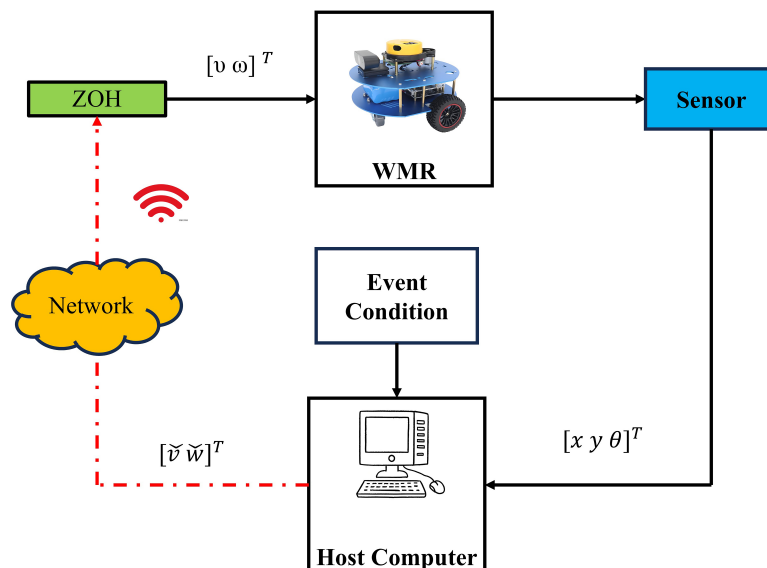 [υ ω] ᵀ
ZOH
WMR
Sensor
Network
Event
Condition
[v̌ w̌]ᵀ
[x y θ]ᵀ
Host Computer